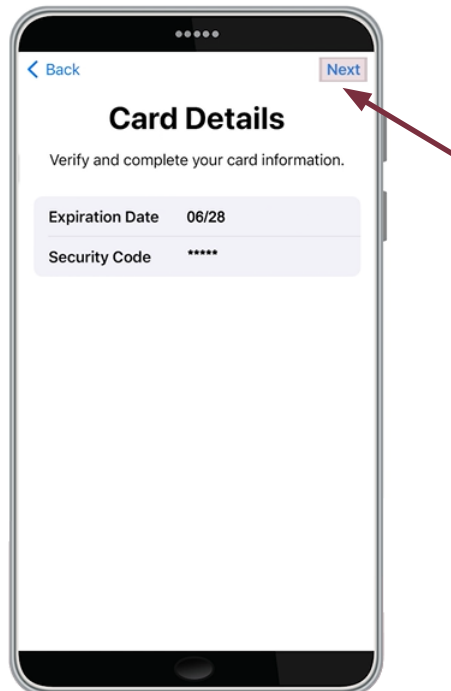 Back
Next
Card Details
Verify and complete your card information.
Expiration Date 06/28
Security Code *****